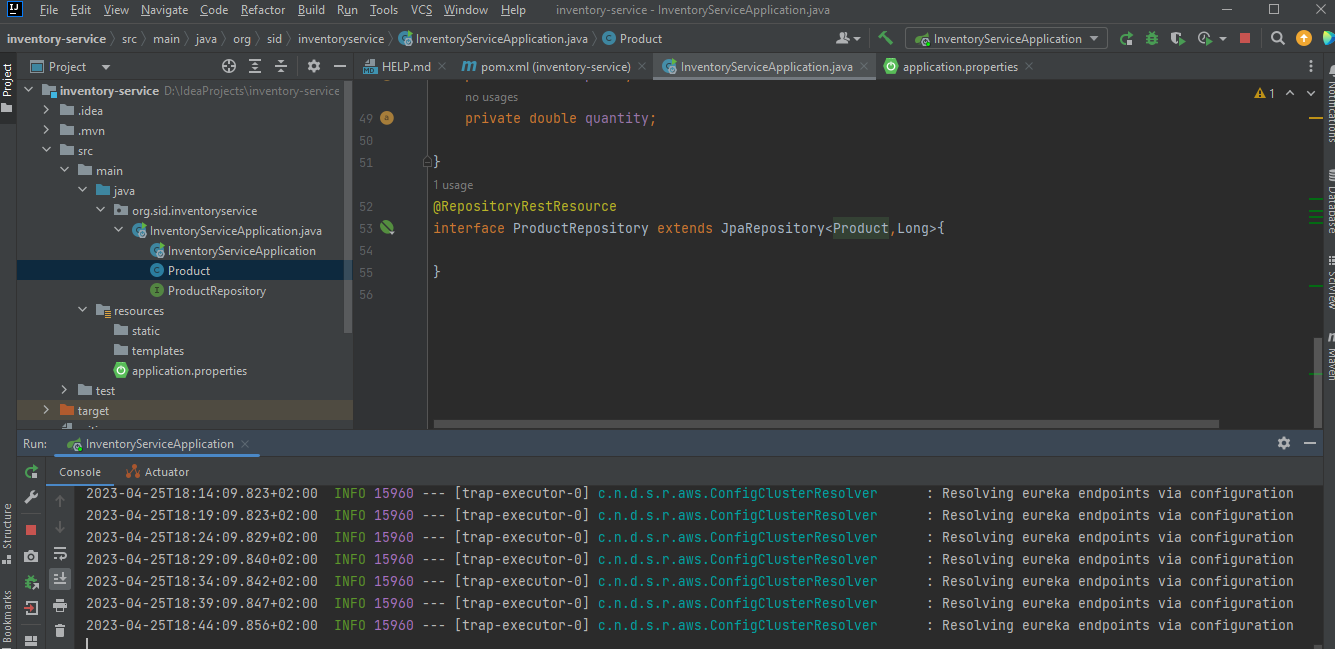 File Edit View Navigate Code Refactor Build Run Tools VCS Window Help inventory-service - InventoryServiceApplication.java
inventory-service src main java org sid inventoryservice InventoryServiceApplication.java Product InventoryServiceApplication
Project
Project
HELP.md pom.xml (inventory-service) InventoryServiceApplication.java application.properties
inventory-service D:\IdeaProjects\inventory-service
.idea
.mvn
src
main
java
org.sid.inventoryservice
InventoryServiceApplication.java
InventoryServiceApplication
Product
ProductRepository
resources
static
templates
application.properties
test
target
no usages
1
49 private double quantity;
50
51 }
1 usage
52 @RepositoryRestResource
53 interface ProductRepository extends JpaRepository<Product,Long>{
54
55 }
56
Notifications
Database
SciView
Maven
Run: InventoryServiceApplication
Console Actuator
2023-04-25T18:14:09.823+02:00 INFO 15960 --- [trap-executor-0] c.n.d.s.r.aws.ConfigClusterResolver : Resolving eureka endpoints via configuration
2023-04-25T18:19:09.823+02:00 INFO 15960 --- [trap-executor-0] c.n.d.s.r.aws.ConfigClusterResolver : Resolving eureka endpoints via configuration
2023-04-25T18:24:09.829+02:00 INFO 15960 --- [trap-executor-0] c.n.d.s.r.aws.ConfigClusterResolver : Resolving eureka endpoints via configuration
2023-04-25T18:29:09.840+02:00 INFO 15960 --- [trap-executor-0] c.n.d.s.r.aws.ConfigClusterResolver : Resolving eureka endpoints via configuration
2023-04-25T18:34:09.842+02:00 INFO 15960 --- [trap-executor-0] c.n.d.s.r.aws.ConfigClusterResolver : Resolving eureka endpoints via configuration
2023-04-25T18:39:09.847+02:00 INFO 15960 --- [trap-executor-0] c.n.d.s.r.aws.ConfigClusterResolver : Resolving eureka endpoints via configuration
2023-04-25T18:44:09.856+02:00 INFO 15960 --- [trap-executor-0] c.n.d.s.r.aws.ConfigClusterResolver : Resolving eureka endpoints via configuration
Structure
Bookmarks